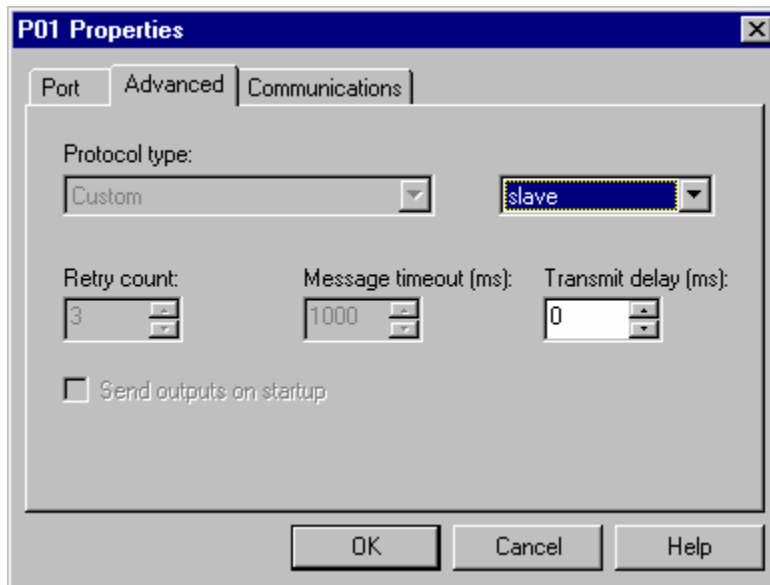 P01 Properties
Port Advanced Communications
Protocol type:
Custom slave
Retry count: Message timeout (ms): Transmit delay (ms):
3 1000 0
Send outputs on startup
OK Cancel Help